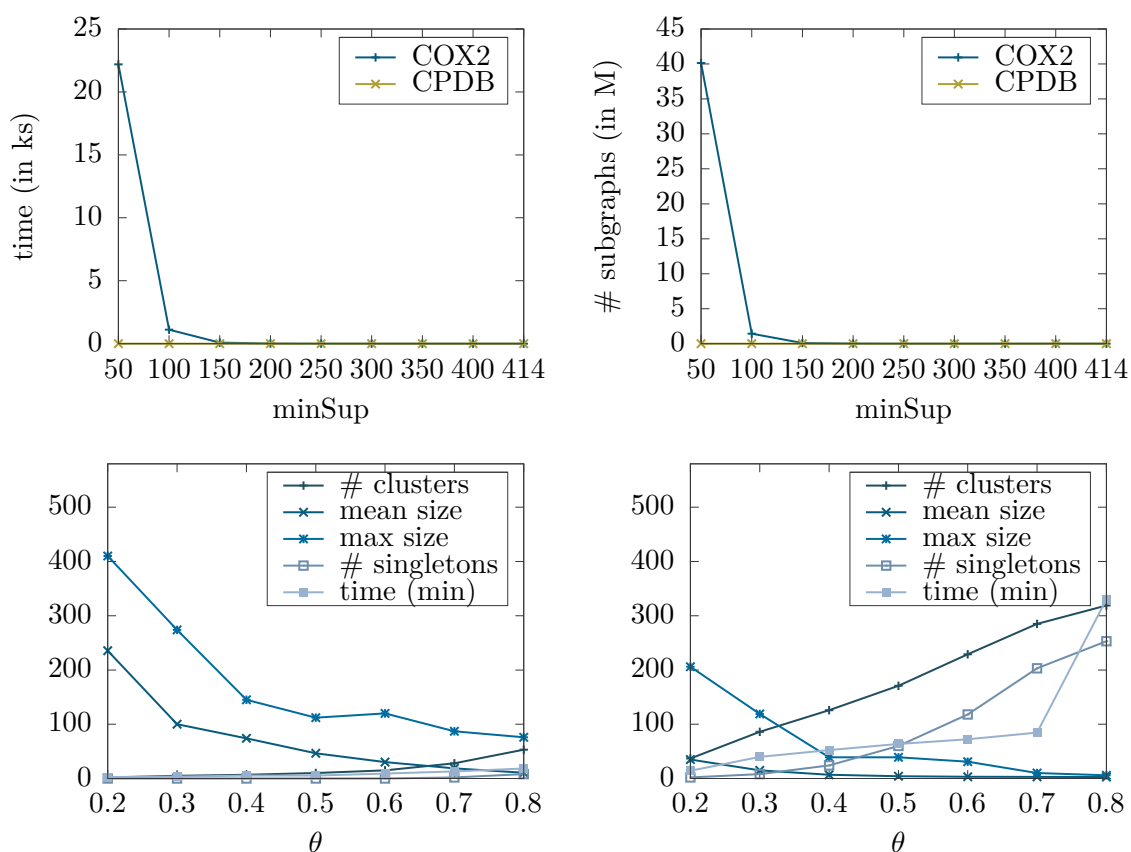 time (in ks)
25
20
15
10
5
0
COX2
CPDB
50 100 150 200 250 300 350 400 414
minSup
# subgraphs (in M)
45
40
35
30
25
20
15
10
5
0
COX2
CPDB
50 100 150 200 250 300 350 400 414
minSup
500
400
300
200
100
0
# clusters
mean size
max size
# singletons
time (min)
0.2 0.3 0.4 0.5 0.6 0.7 0.8
θ
500
400
300
200
100
0
# clusters
mean size
max size
# singletons
time (min)
0.2 0.3 0.4 0.5 0.6 0.7 0.8
θ